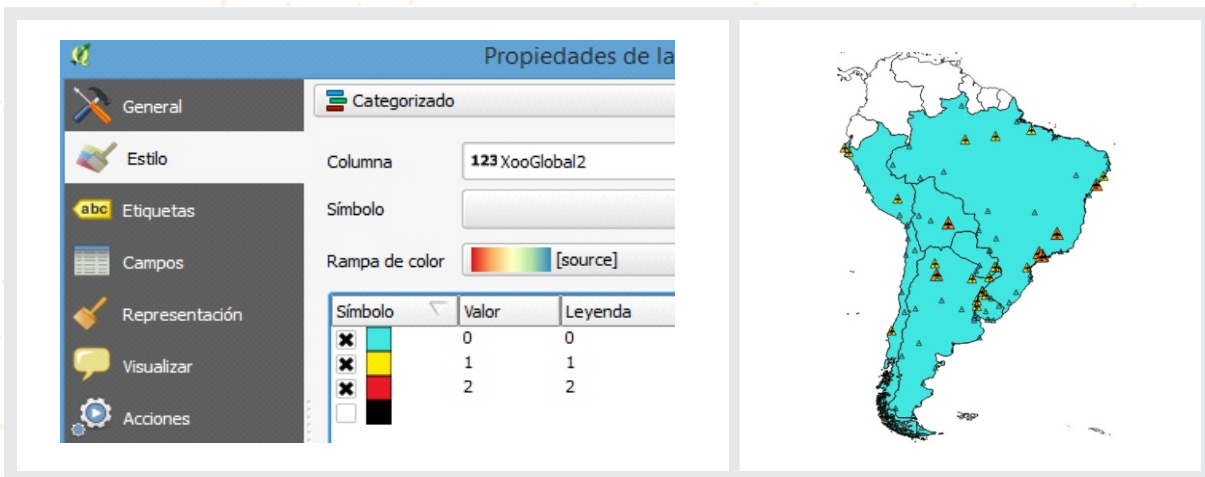 Propiedades de la
General
Categorizado
Estilo
Columna
123 XooGlobal2
abc Etiquetas
Símbolo
Campos
Rampa de color
[source]
Representación
Símbolo Valor Leyenda
0 0
Visualizar
1 1
2 2
Acciones